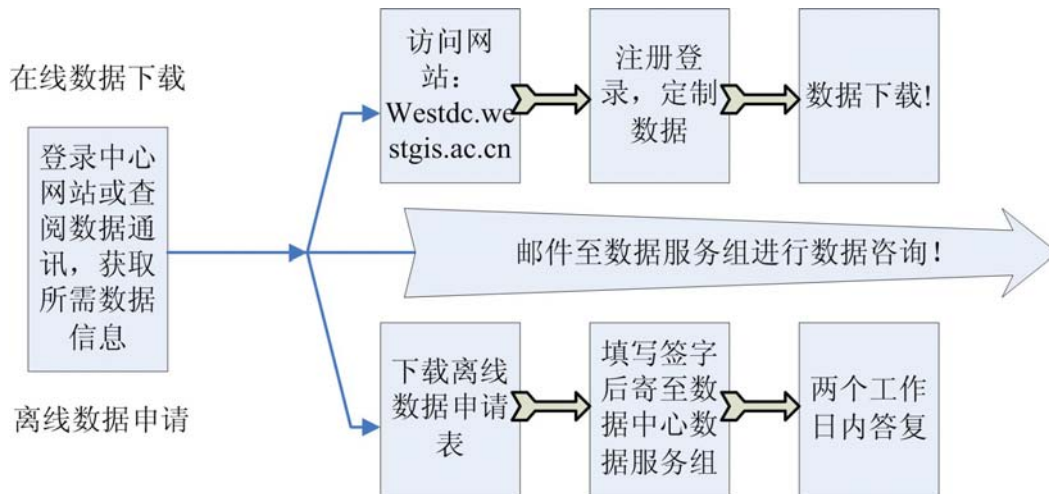 在线数据下载
登录中心
网站或查
阅数据通
讯，获取
所需数据
信息
离线数据申请
访问网
站：
Westdc.we
stgis.ac.cn
注册登
录，定制
数据
数据下载!
邮件至数据服务组进行数据咨询!
下载离线
数据申请
表
填写签字
后寄至数
据中心数
据服务组
两个工作
日内答复